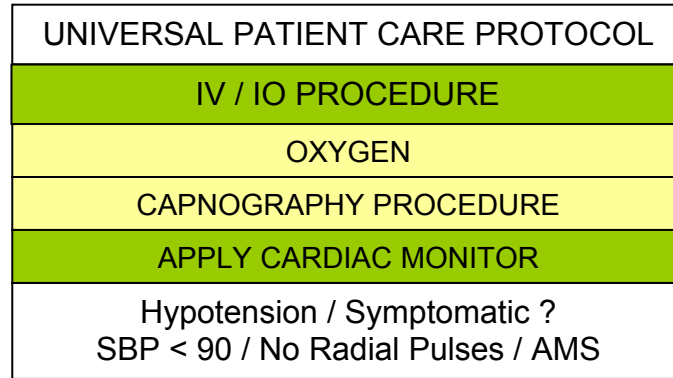 UNIVERSAL PATIENT CARE PROTOCOL
IV / IO PROCEDURE
OXYGEN
CAPNOGRAPHY PROCEDURE
APPLY CARDIAC MONITOR
Hypotension / Symptomatic ?
SBP < 90 / No Radial Pulses / AMS